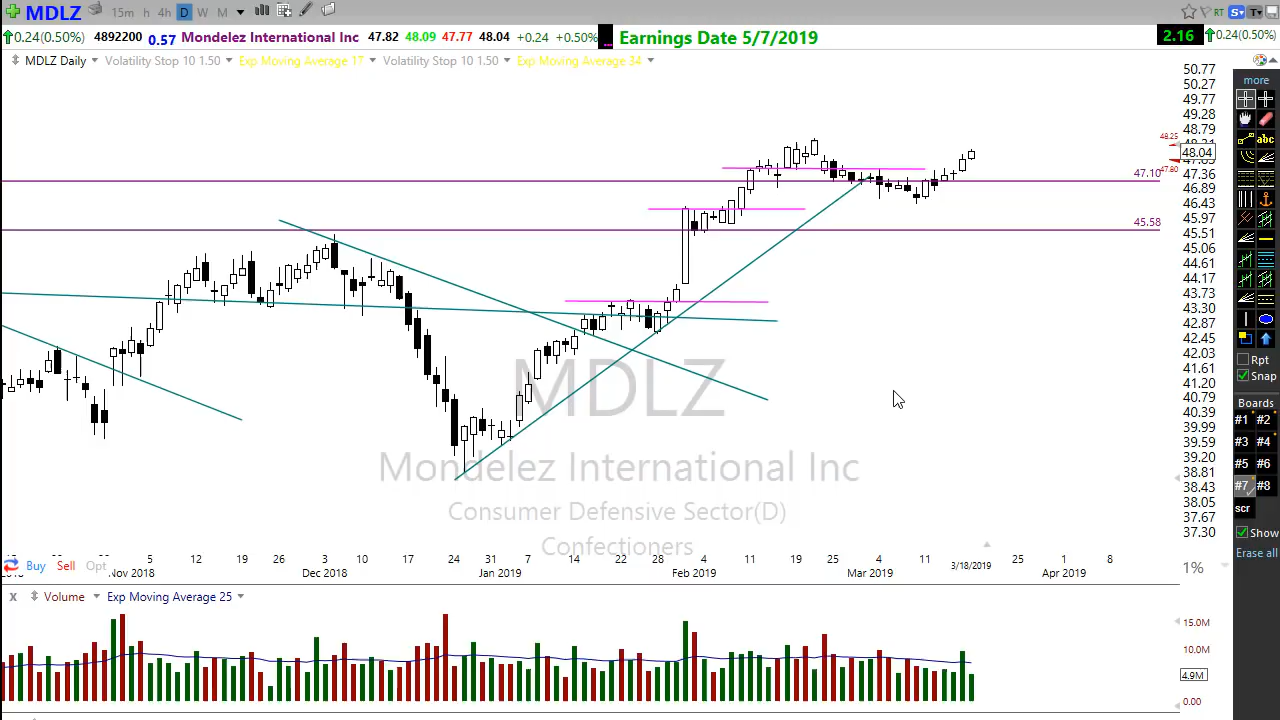 MDLZ 15m h 4h D W M RT S T
0.24(0.50%) 4892200 0.57 Mondelez International Inc 47.82 48.09 47.77 48.04 +0.24 +0.50% Earnings Date 5/7/2019 2.16 0.24(0.50%)
MDLZ Daily Volatility Stop 10 1.50 Exp Moving Average 17 Volatility Stop 10 1.50 Exp Moving Average 34
more
abc
Rpt
Snap
Boards
#1 #2
#3 #4
#5 #6
#7 #8
scr
Show
Erase all
50.77
50.27
49.77
49.28
48.79
48.25
48.04
47.80
47.36
46.89
46.43
45.97
45.51
45.06
44.61
44.17
43.73
43.30
42.87
42.45
42.03
41.61
41.20
40.79
40.39
39.99
39.59
39.20
38.81
38.43
38.05
37.67
37.30
47.10
45.58
MDLZ
Mondelez International Inc
Consumer Defensive Sector(D)
Confectioners
5 12 19 26 3 10 17 24 31 7 14 22 28 4 11 19 25 4 11 3/18/2019 25 1 8
Buy Sell Opt Nov 2018 Dec 2018 Jan 2019 Feb 2019 Mar 2019 Apr 2019
1%
x Volume Exp Moving Average 25
15.0M
10.0M
4.9M
0.00